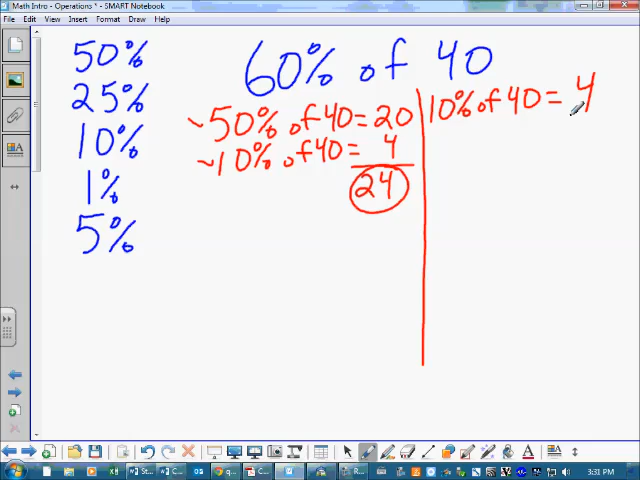 Math Intro - Operations * - SMART Notebook
File Edit View Insert Format Draw Help
50%
25%
10%
1%
5%
60% of 40
~50% of 40 = 20
~10% of 40 = 4
24
10% of 40 = 4
3:31 PM